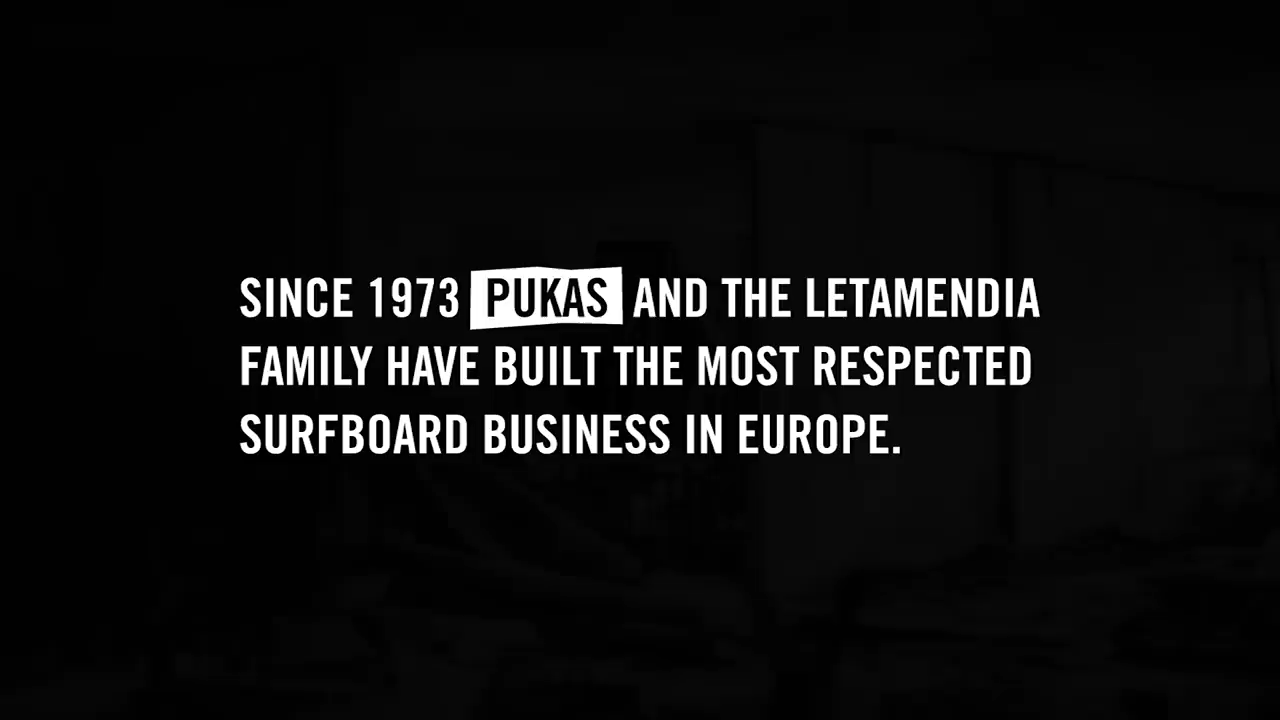 SINCE 1973 PUKAS AND THE LETAMENDIA
FAMILY HAVE BUILT THE MOST RESPECTED
SURFBOARD BUSINESS IN EUROPE.